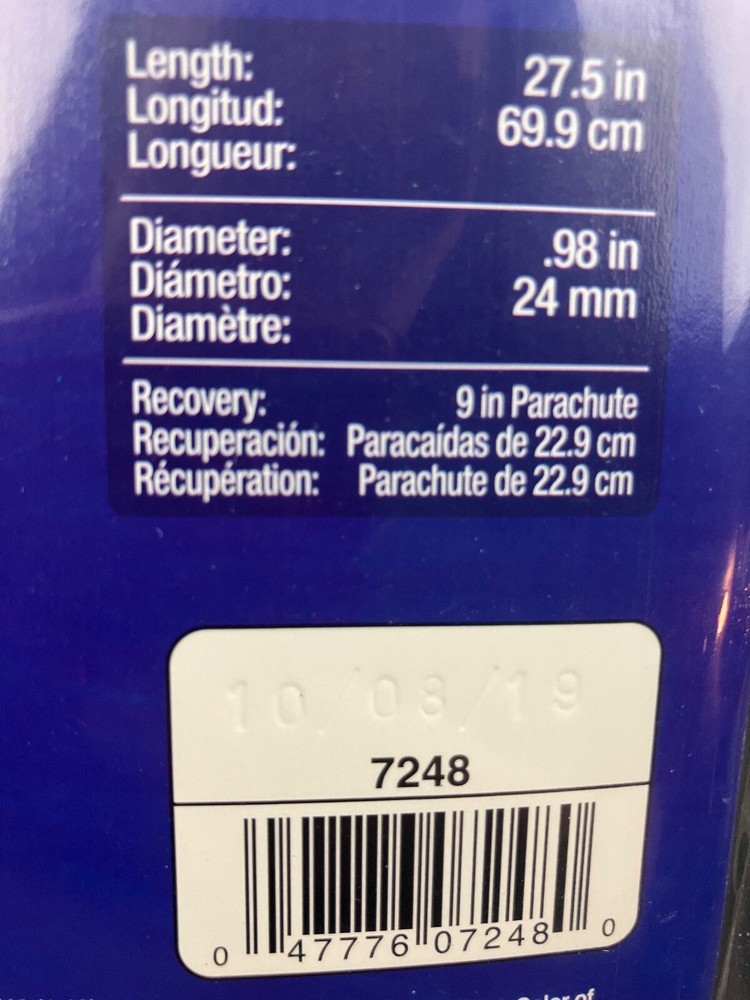 Length: 27.5 in
Longitud: 69.9 cm
Longueur:
Diameter: .98 in
Diámetro: 24 mm
Diamètre:
Recovery: 9 in Parachute
Recuperación: Paracaídas de 22.9 cm
Récupération: Parachute de 22.9 cm
10/08/19
7248
0 47776 07248 0
of